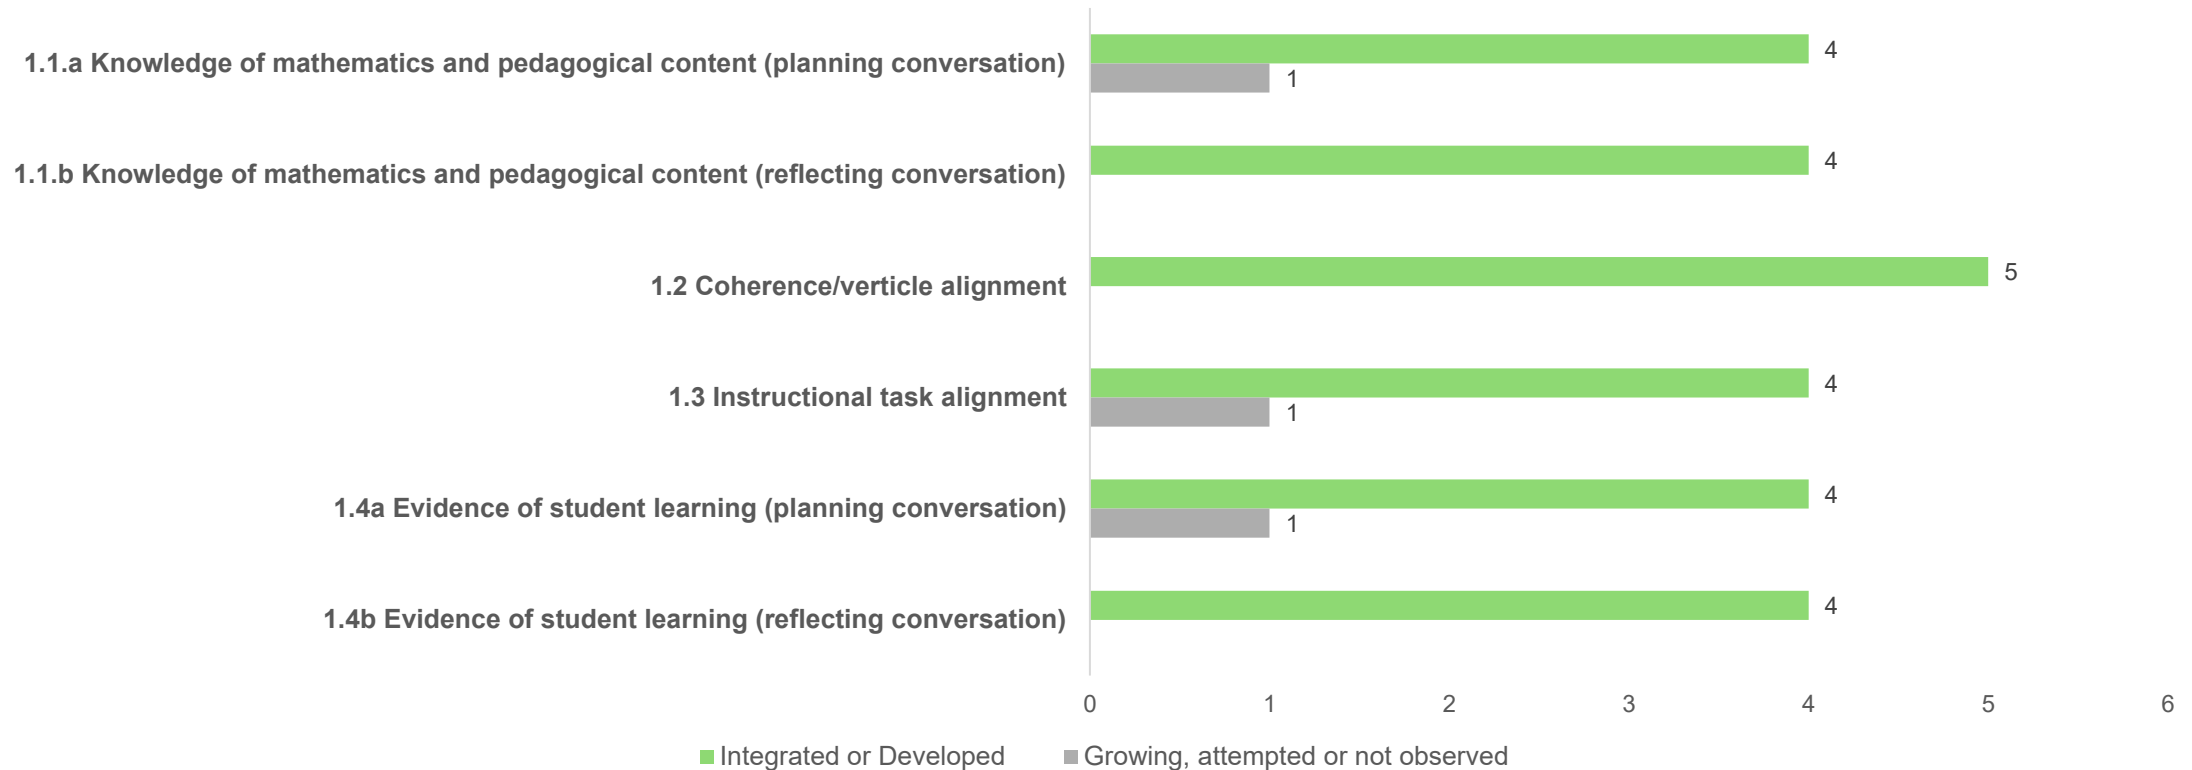 1.1.a Knowledge of mathematics and pedagogical content (planning conversation)
4
1
1.1.b Knowledge of mathematics and pedagogical content (reflecting conversation)
4
1.2 Coherence/verticle alignment
5
1.3 Instructional task alignment
4
1
1.4a Evidence of student learning (planning conversation)
4
1
1.4b Evidence of student learning (reflecting conversation)
4
0 1 2 3 4 5 6
Integrated or Developed Growing, attempted or not observed